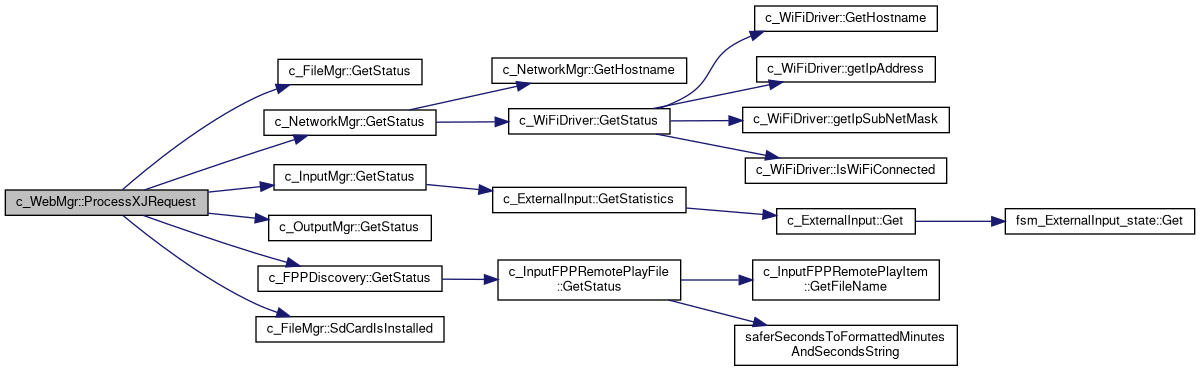 c_WebMgr::ProcessXJRequest
c_FileMgr::GetStatus
c_NetworkMgr::GetStatus
c_InputMgr::GetStatus
c_OutputMgr::GetStatus
c_FPPDiscovery::GetStatus
c_FileMgr::SdCardIsInstalled
c_NetworkMgr::GetHostname
c_WiFiDriver::GetStatus
c_ExternalInput::GetStatistics
c_InputFPPRemotePlayFile
::GetStatus
c_WiFiDriver::GetHostname
c_WiFiDriver::getIpAddress
c_WiFiDriver::getIpSubNetMask
c_WiFiDriver::IsWiFiConnected
c_ExternalInput::Get
c_InputFPPRemotePlayItem
::GetFileName
saferSecondsToFormattedMinutes
AndSecondsString
fsm_ExternalInput_state::Get